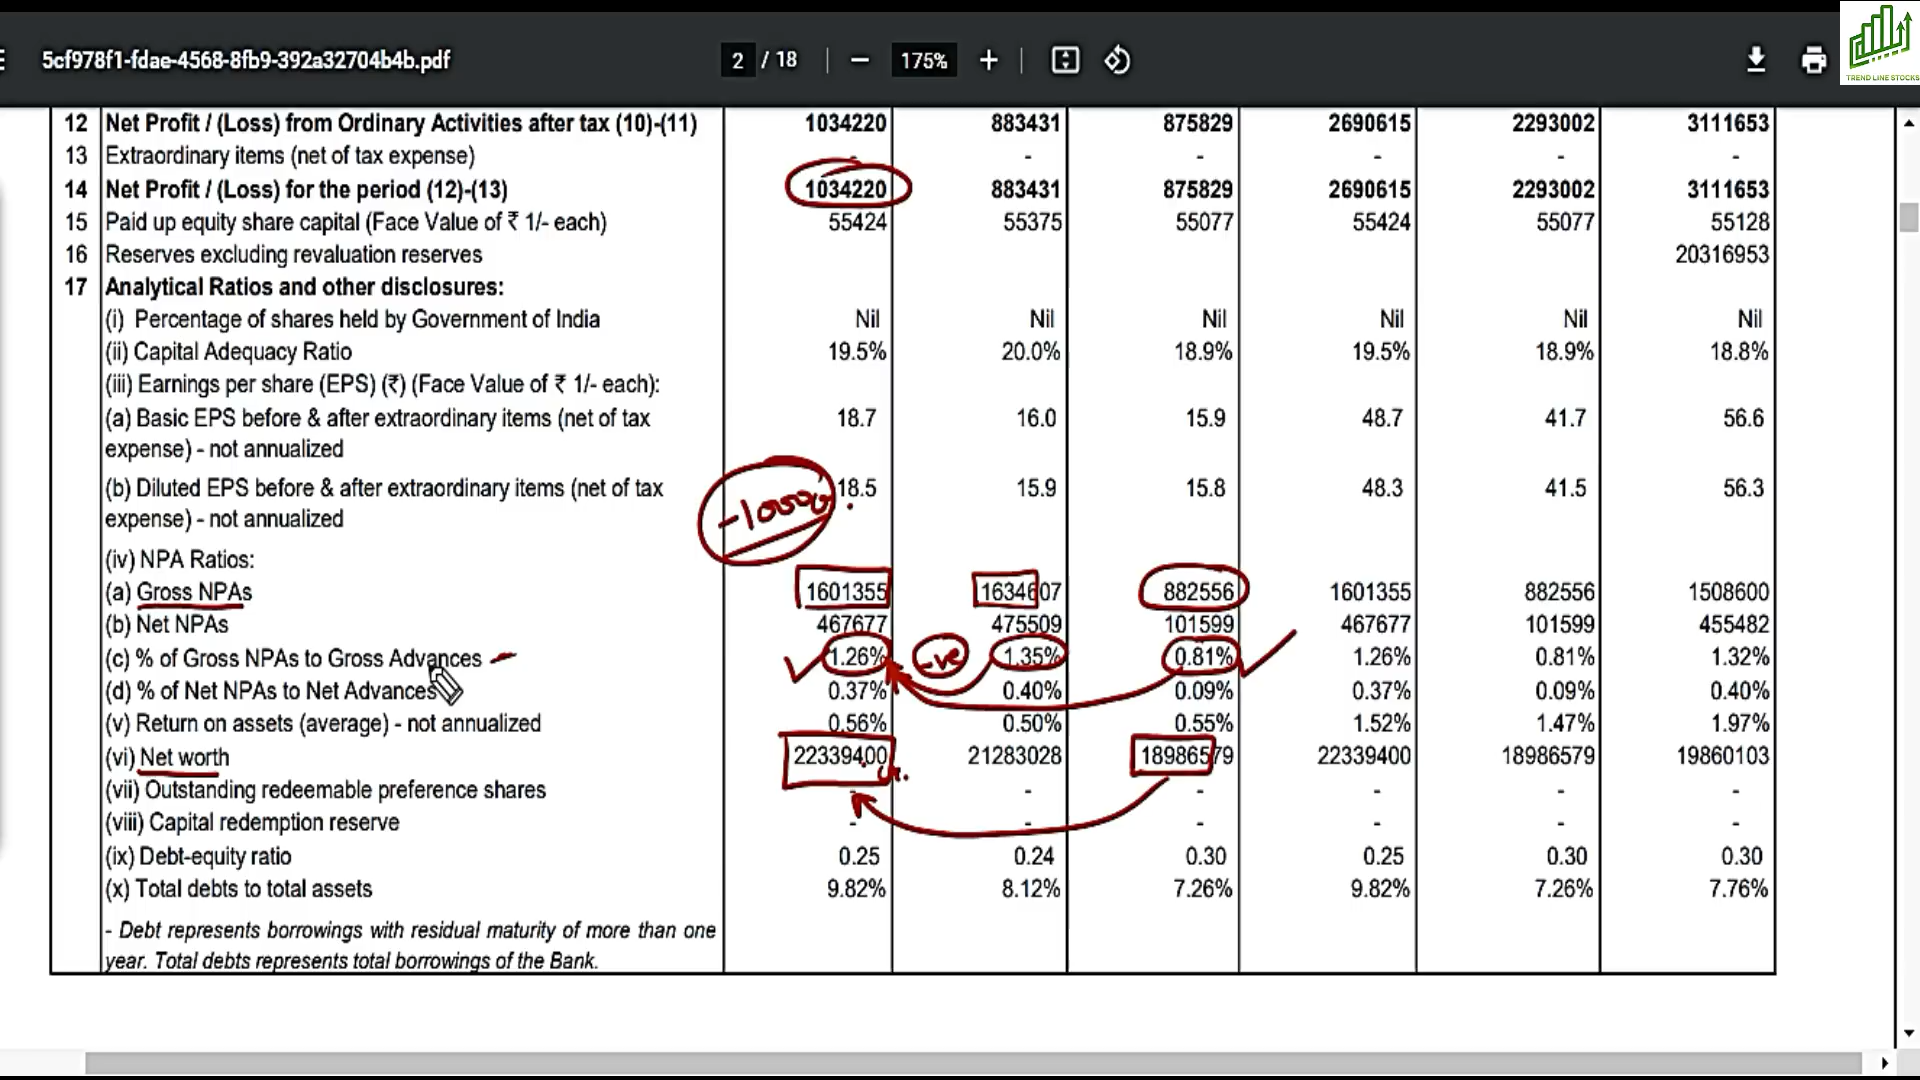 5cf978f1-fdae-4568-8fb9-392a32704b4b.pdf 2 / 18 175%
TREND LINE STOCKS
12 Net Profit / (Loss) from Ordinary Activities after tax (10)-(11) 1034220 883431 875829 2690615 2293002 3111653
13 Extraordinary items (net of tax expense) - - - - - -
14 Net Profit / (Loss) for the period (12)-(13) 1034220 883431 875829 2690615 2293002 3111653
15 Paid up equity share capital (Face Value of ₹ 1/- each) 55424 55375 55077 55424 55077 55128
16 Reserves excluding revaluation reserves 20316953
17 Analytical Ratios and other disclosures:
(i) Percentage of shares held by Government of India Nil Nil Nil Nil Nil Nil
(ii) Capital Adequacy Ratio 19.5% 20.0% 18.9% 19.5% 18.9% 18.8%
(iii) Earnings per share (EPS) (₹) (Face Value of ₹ 1/- each):
(a) Basic EPS before & after extraordinary items (net of tax 18.7 16.0 15.9 48.7 41.7 56.6
expense) - not annualized
(b) Diluted EPS before & after extraordinary items (net of tax 18.5 15.9 15.8 48.3 41.5 56.3
expense) - not annualized
(iv) NPA Ratios:
(a) Gross NPAs 1601355 1634607 882556 1601355 882556 1508600
(b) Net NPAs 467677 475509 101599 467677 101599 455482
(c) % of Gross NPAs to Gross Advances 1.26% -ve 1.35% 0.81% 1.26% 0.81% 1.32%
(d) % of Net NPAs to Net Advances 0.37% 0.40% 0.09% 0.37% 0.09% 0.40%
(v) Return on assets (average) - not annualized 0.56% 0.50% 0.55% 1.52% 1.47% 1.97%
(vi) Net worth 22339400 21283028 18986579 22339400 18986579 19860103
cr.
(vii) Outstanding redeemable preference shares - - - - - -
(viii) Capital redemption reserve - - - - - -
(ix) Debt-equity ratio 0.25 0.24 0.30 0.25 0.30 0.30
(x) Total debts to total assets 9.82% 8.12% 7.26% 9.82% 7.26% 7.76%
- Debt represents borrowings with residual maturity of more than one
year. Total debts represents total borrowings of the Bank.